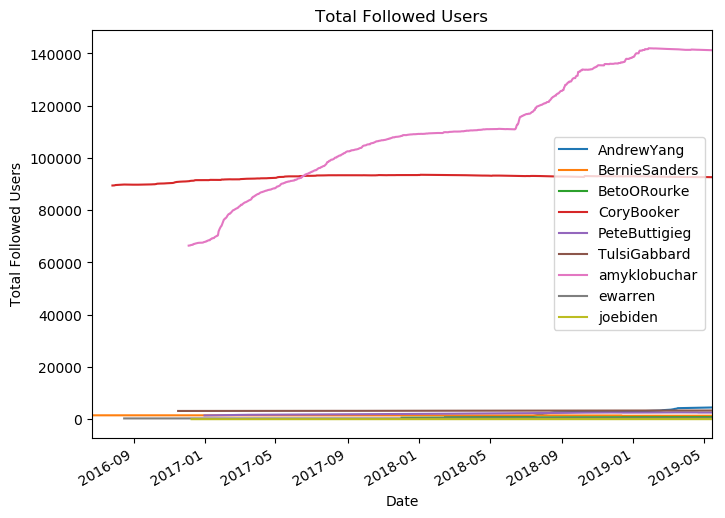 Total Followed Users
140000
120000
100000
80000
60000
40000
20000
0
Total Followed Users
AndrewYang
BernieSanders
BetoORourke
CoryBooker
PeteButtigieg
TulsiGabbard
amyklobuchar
ewarren
joebiden
2016-09
2017-01
2017-05
2017-09
2018-01
2018-05
2018-09
2019-01
2019-05
Date